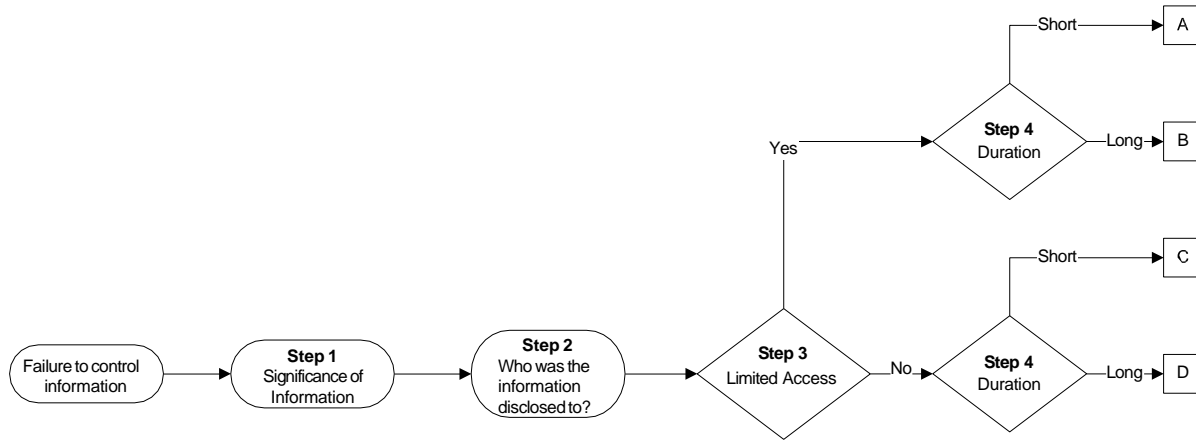 Failure to control
information
Step 1
Significance of
Information
Step 2
Who was the
information
disclosed to?
Step 3
Limited Access
Yes
No
Step 4
Duration
Short
A
Long
B
Step 4
Duration
Short
C
Long
D